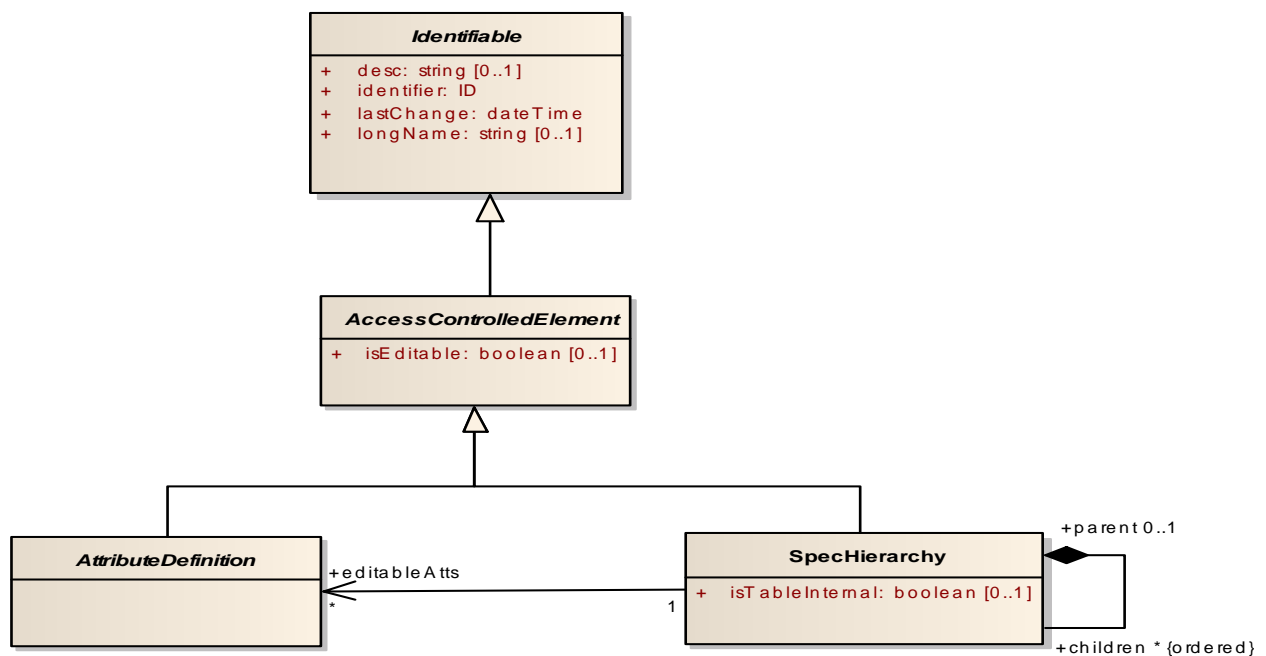 Identifiable
+ desc: string [0..1]
+ identifier: ID
+ lastChange: dateTime
+ longName: string [0..1]
AccessControlledElement
+ isEditable: boolean [0..1]
AttributeDefinition
+editableAtts
*
1
SpecHierarchy
+ isTableInternal: boolean [0..1]
+parent 0..1
+children * {ordered}